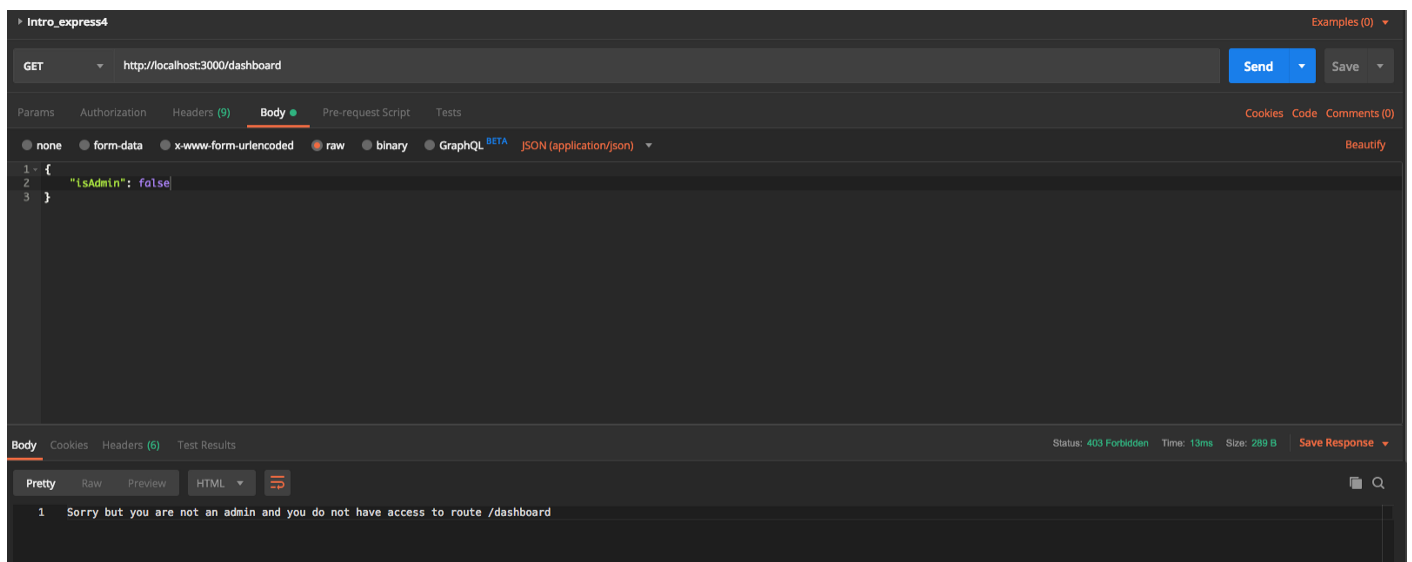 Intro_express4 Examples (0)
GET http://localhost:3000/dashboard Send Save
Params Authorization Headers (9) Body Pre-request Script Tests Cookies Code Comments (0)
none form-data x-www-form-urlencoded raw binary GraphQL BETA JSON (application/json) Beautify
1 {
2 "isAdmin": false
3 }
Body Cookies Headers (6) Test Results Status: 403 Forbidden Time: 13ms Size: 289 B Save Response
Pretty Raw Preview HTML
1 Sorry but you are not an admin and you do not have access to route /dashboard